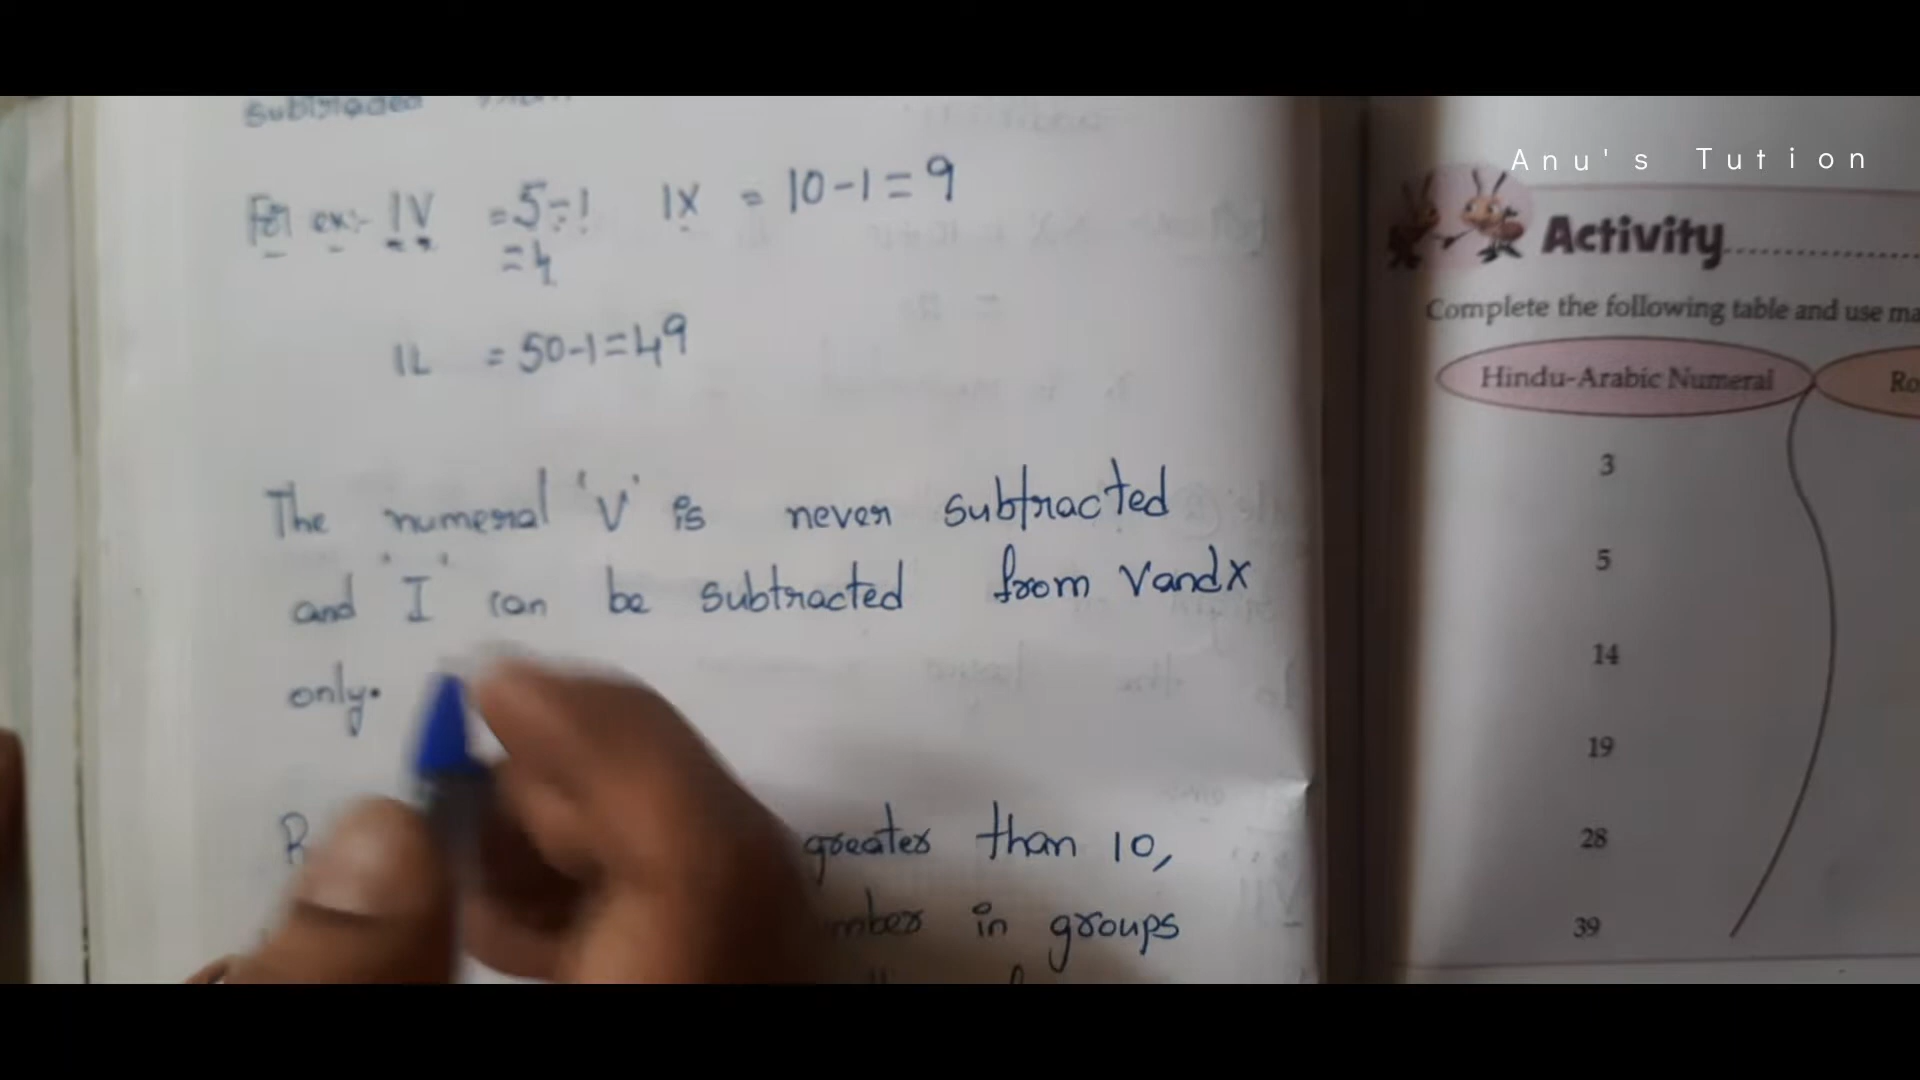 Anu's Tution
subtracted from
For ex:- IV = 5-1 IX = 10-1=9
=4
IL = 50-1=49
The numeral 'V' is never subtracted
and 'I' can be subtracted from V and X
only.
greater than 10,
in groups
Activity
Complete the following table and use
Hindu-Arabic Numeral
3
5
14
19
28
39